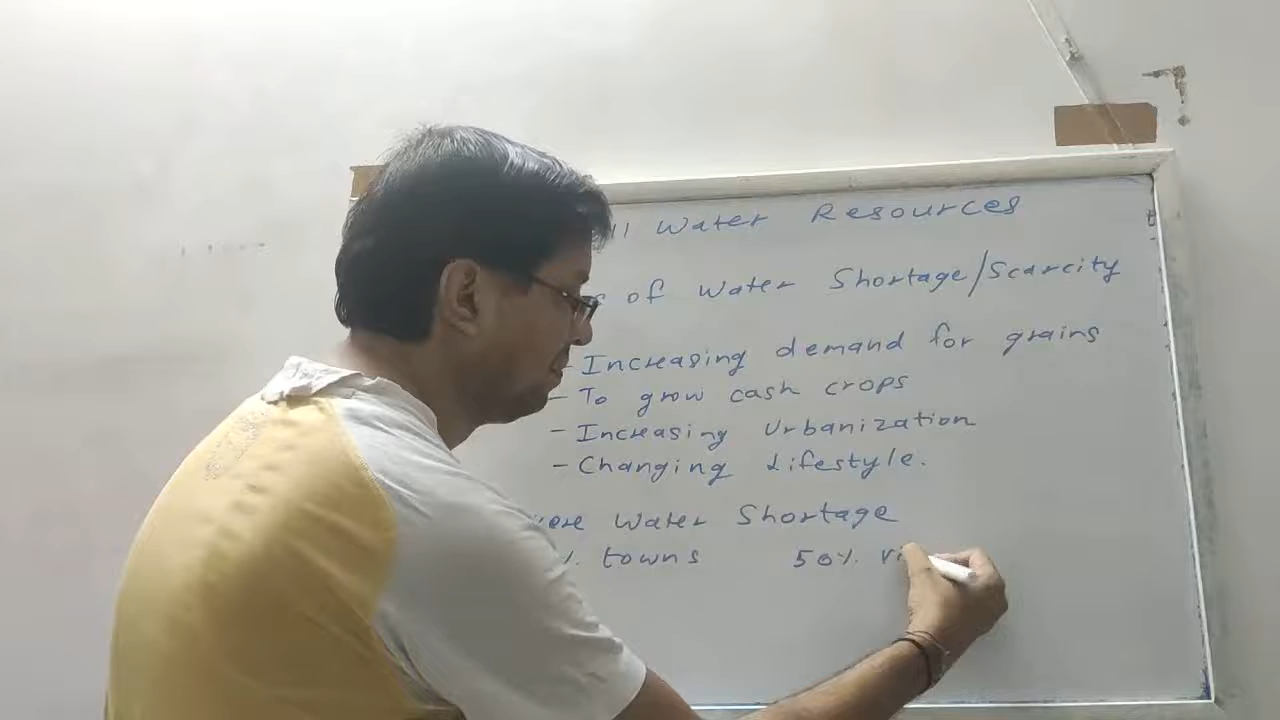 Water Resources
of Water Shortage/Scarcity
- Increasing demand for grains
- To grow cash crops
- Increasing Urbanization
- Changing Lifestyle.
Water Shortage
% towns 50%